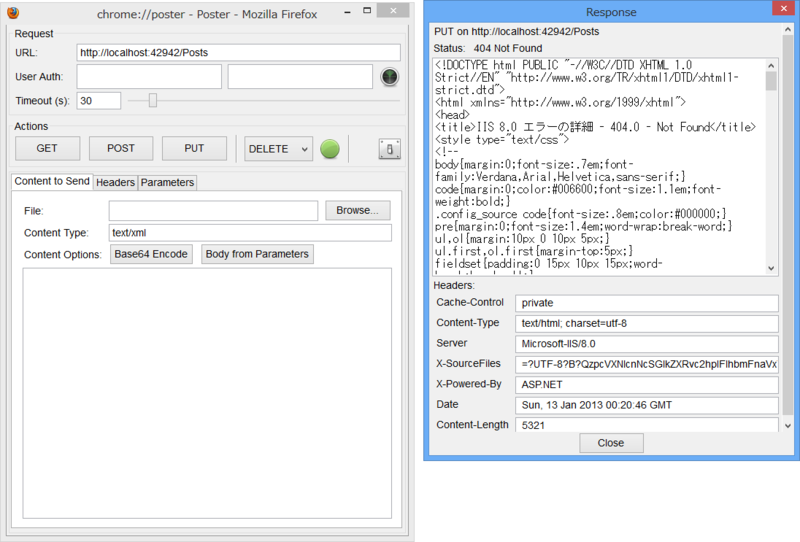 chrome://poster - Poster - Mozilla Firefox
Request
URL: http://localhost:42942/Posts
User Auth:
Timeout (s): 30
Actions
GET POST PUT DELETE
Content to Send Headers Parameters
File: Browse...
Content Type: text/xml
Content Options: Base64 Encode Body from Parameters
Response
PUT on http://localhost:42942/Posts
Status: 404 Not Found
<!DOCTYPE html PUBLIC "-//W3C//DTD XHTML 1.0
Strict//EN" "http://www.w3.org/TR/xhtml1/DTD/xhtml1-
strict.dtd">
<html xmlns="http://www.w3.org/1999/xhtml">
<head>
<title>IIS 8.0 エラーの詳細 - 404.0 - Not Found</title>
<style type="text/css">
<!--
body{margin:0;font-size:.7em;font-
family:Verdana,Arial,Helvetica,sans-serif;}
code{margin:0;color:#006600;font-size:1.1em;font-
weight:bold;}
.config_source code{font-size:.8em;color:#000000;}
pre{margin:0;font-size:1.4em;word-wrap:break-word;}
ul,ol{margin:10px 0 10px 5px;}
ul.first,ol.first{margin-top:5px;}
fieldset{padding:0 15px 10px 15px;word-
Headers:
Cache-Control private
Content-Type text/html; charset=utf-8
Server Microsoft-IIS/8.0
X-SourceFiles
X-Powered-By ASP.NET
Date Sun, 13 Jan 2013 00:20:46 GMT
Content-Length 5321
Close